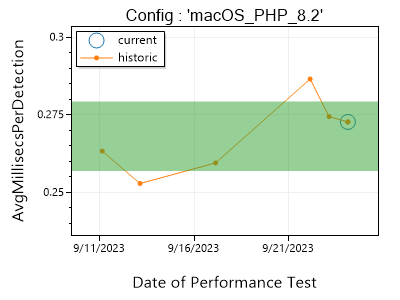 Config : 'macOS_PHP_8.2'
current
historic
AvgMillisecsPerDetection
0.3
0.275
0.25
9/11/2023
9/16/2023
9/21/2023
Date of Performance Test